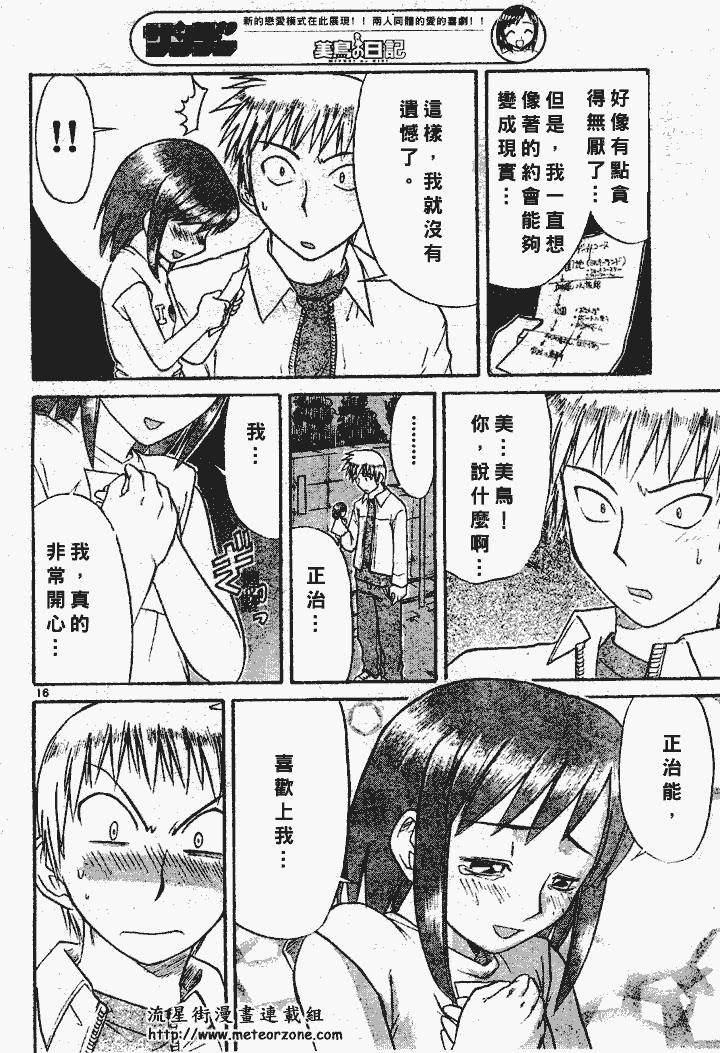 新的戀愛模式在此展現!!兩人同體的愛的喜劇!!
美鳥の日記
好像有點貪
得無厭了…
但是,我一直想
像著的約會能夠
變成現實…
這樣,我就沒有
遺憾了。
!!
美…美鳥!
你,說什麼啊…
………
正治…
我…
我,真的
非常開心…
16
正治能,
喜歡上我…
流星街漫畫連載組
http://www.meteorzone.com